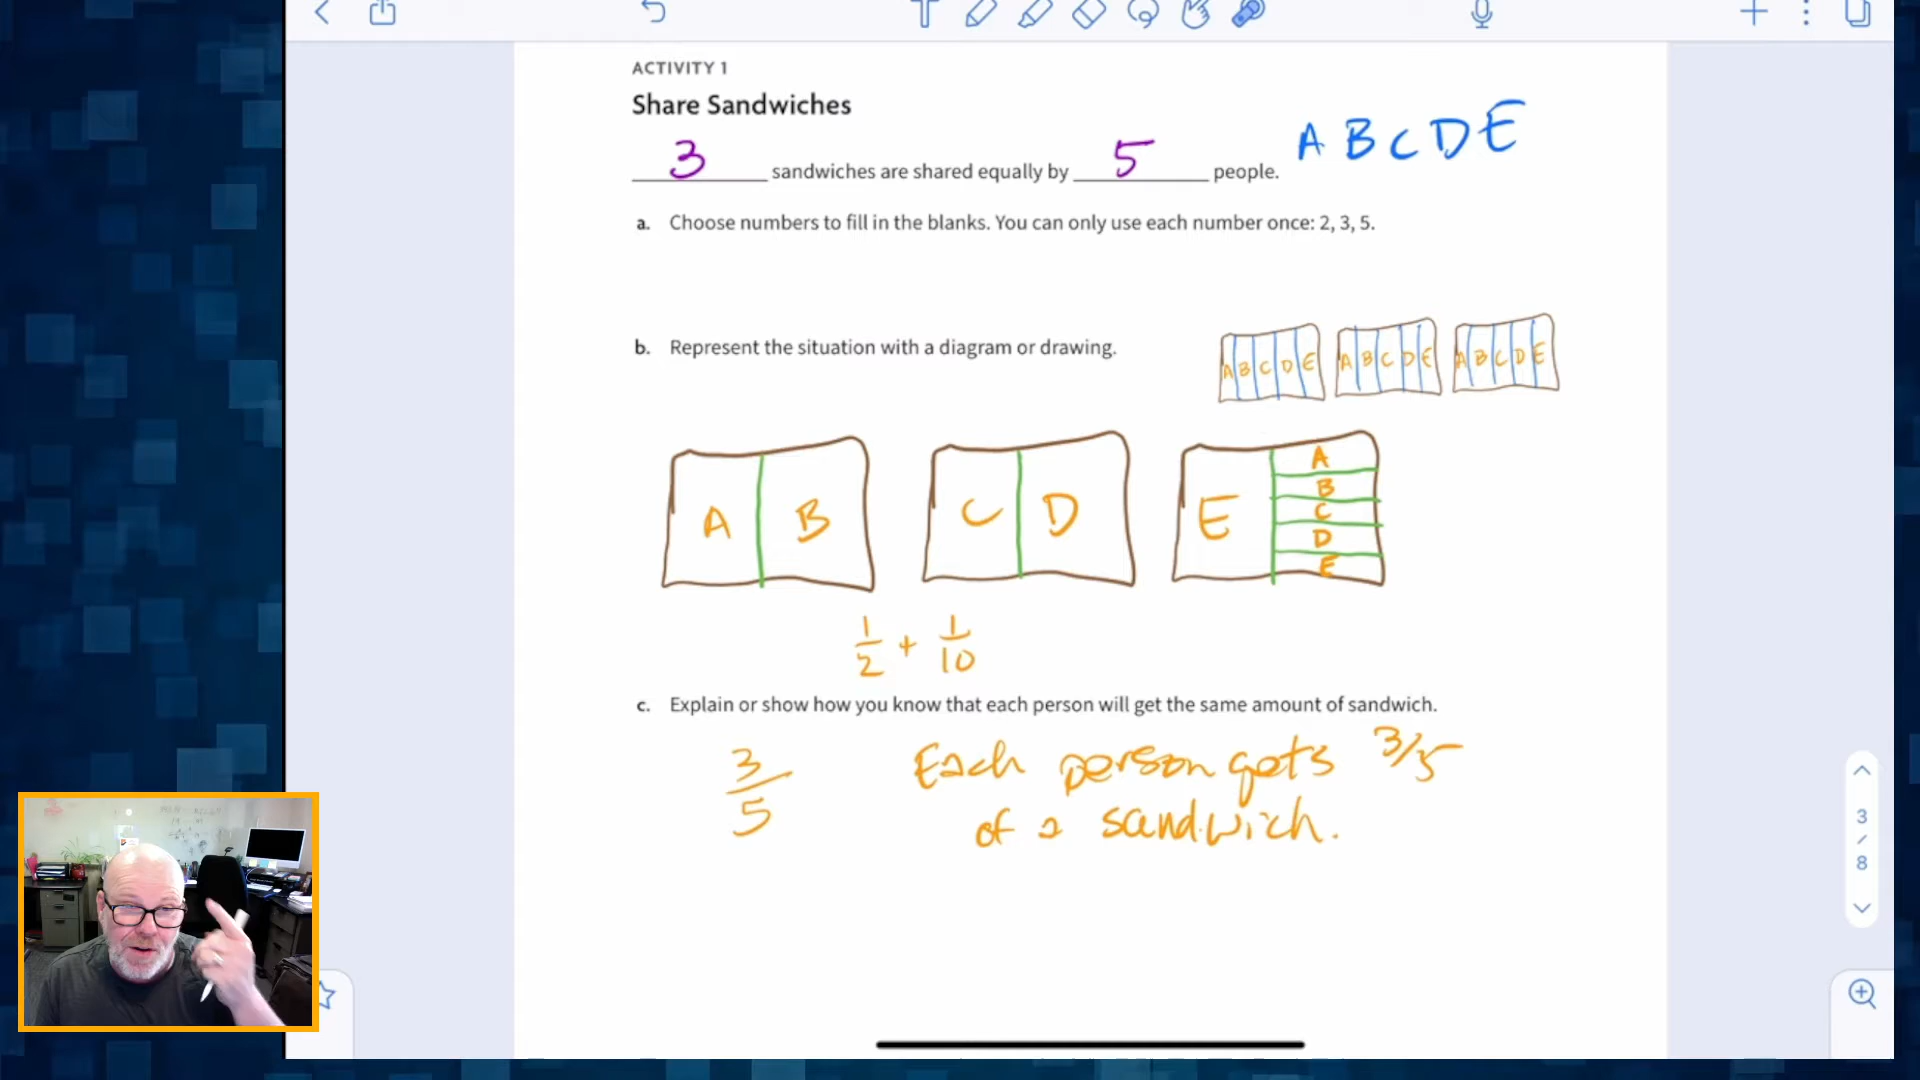 ACTIVITY 1
Share Sandwiches
3 sandwiches are shared equally by 5 people. A B C D E
a. Choose numbers to fill in the blanks. You can only use each number once: 2, 3, 5.
b. Represent the situation with a diagram or drawing.
A B C D E A B C D E A B C D E
A B C D E A
B
C
D
E
1/2 + 1/10
c. Explain or show how you know that each person will get the same amount of sandwich.
3/5 Each person gets 3/5
of a sandwich.
3
/
8